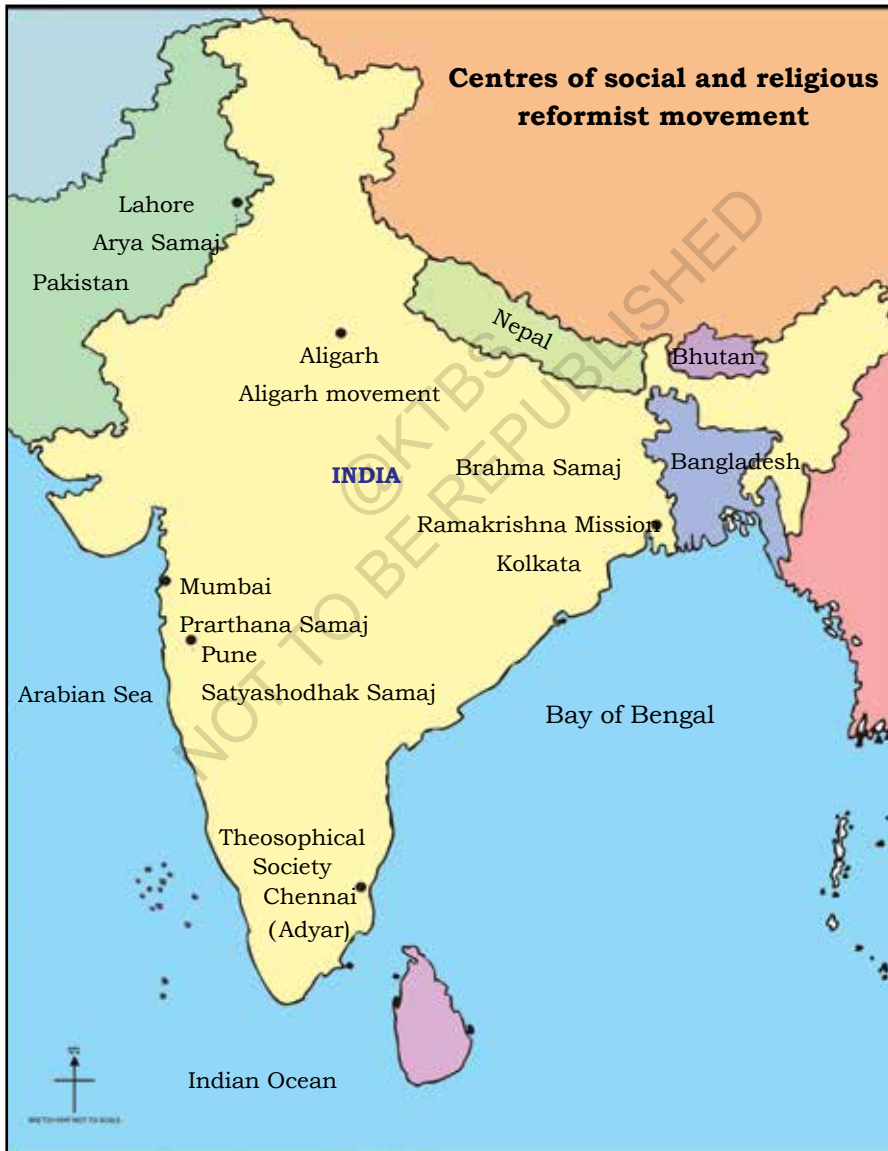 Centres of social and religious
reformist movement
Lahore
Arya Samaj
Pakistan
Nepal
Bhutan
Aligarh
Aligarh movement
INDIA
Brahma Samaj
Bangladesh
Ramakrishna Mission
Kolkata
Mumbai
Prarthana Samaj
Pune
Satyashodhak Samaj
Arabian Sea
Bay of Bengal
Theosophical
Society
Chennai
(Adyar)
Indian Ocean
@KTBS
NOT TO BE REPUBLISHED